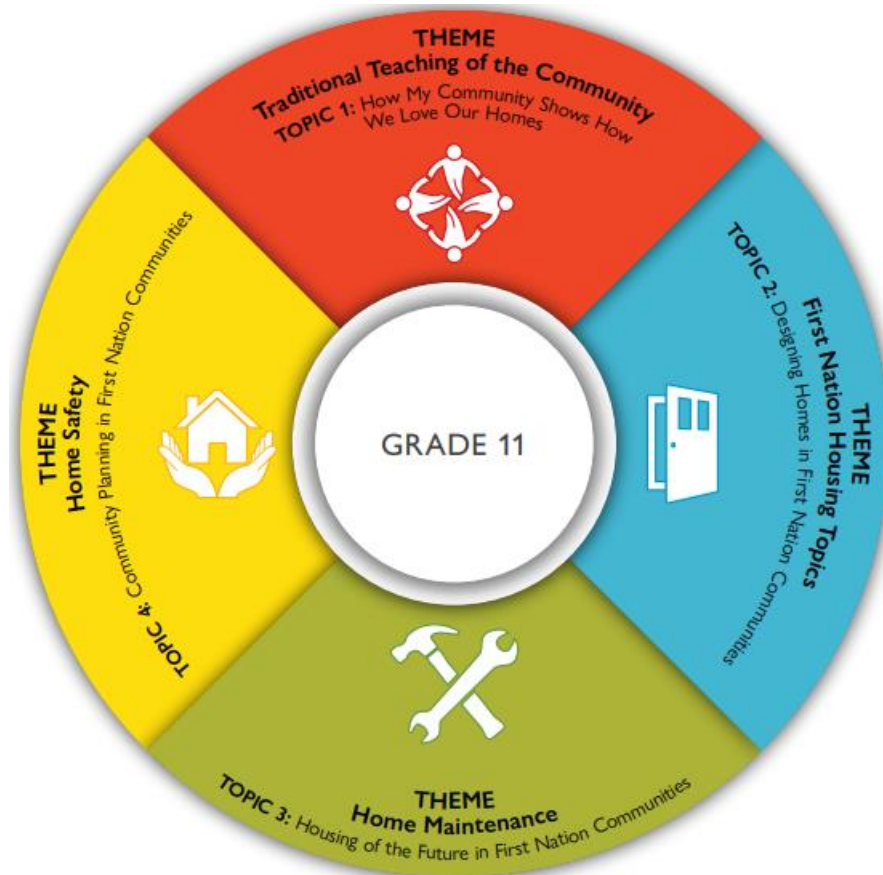 THEME
Traditional Teaching of the Community
TOPIC 1: How My Community Shows How
We Love Our Homes
THEME
First Nation Housing Topics
TOPIC 2: Designing Homes in First Nation Communities
THEME
Home Maintenance
TOPIC 3: Housing of the Future in First Nation Communities
THEME
Home Safety
TOPIC 4: Community Planning in First Nation Communities
GRADE 11